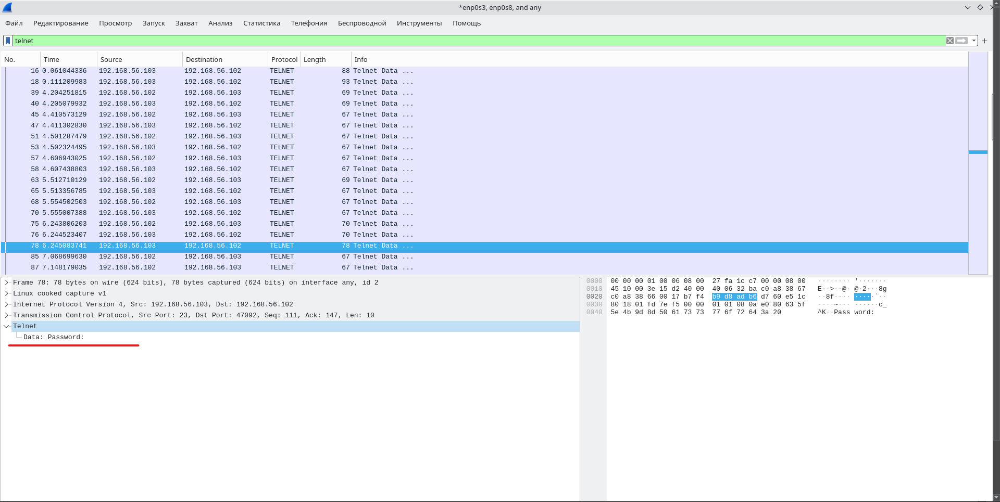 *enp0s3, enp0s8, and any
Файл Редактирование Просмотр Запуск Захват Анализ Статистика Телефония Беспроводной Инструменты Помощь
telnet
No. Time Source Destination Protocol Length Info
16 0.061044336 192.168.56.103 192.168.56.102 TELNET 88 Telnet Data ...
18 0.111209983 192.168.56.103 192.168.56.102 TELNET 93 Telnet Data ...
39 4.204251815 192.168.56.102 192.168.56.103 TELNET 69 Telnet Data ...
40 4.205079932 192.168.56.103 192.168.56.102 TELNET 69 Telnet Data ...
45 4.410573129 192.168.56.102 192.168.56.103 TELNET 67 Telnet Data ...
47 4.411302830 192.168.56.103 192.168.56.102 TELNET 67 Telnet Data ...
51 4.501287479 192.168.56.102 192.168.56.103 TELNET 67 Telnet Data ...
53 4.502324495 192.168.56.103 192.168.56.102 TELNET 67 Telnet Data ...
57 4.606943025 192.168.56.102 192.168.56.103 TELNET 67 Telnet Data ...
58 4.607438803 192.168.56.103 192.168.56.102 TELNET 67 Telnet Data ...
63 5.512710129 192.168.56.102 192.168.56.103 TELNET 69 Telnet Data ...
65 5.513356785 192.168.56.103 192.168.56.102 TELNET 67 Telnet Data ...
68 5.554502503 192.168.56.102 192.168.56.103 TELNET 67 Telnet Data ...
70 5.555007388 192.168.56.103 192.168.56.102 TELNET 67 Telnet Data ...
75 6.243806203 192.168.56.102 192.168.56.103 TELNET 70 Telnet Data ...
76 6.244523407 192.168.56.103 192.168.56.102 TELNET 70 Telnet Data ...
78 6.245083741 192.168.56.103 192.168.56.102 TELNET 78 Telnet Data ...
85 7.068699630 192.168.56.102 192.168.56.103 TELNET 67 Telnet Data ...
87 7.148179035 192.168.56.102 192.168.56.103 TELNET 67 Telnet Data ...
Frame 78: 78 bytes on wire (624 bits), 78 bytes captured (624 bits) on interface any, id 2
Linux cooked capture v1
Internet Protocol Version 4, Src: 192.168.56.103, Dst: 192.168.56.102
Transmission Control Protocol, Src Port: 23, Dst Port: 47092, Seq: 111, Ack: 147, Len: 10
Telnet
Data: Password:
0000 00 00 00 01 00 06 08 00 27 fa 1c c7 00 00 08 00 ········ '·······
0010 45 10 00 3e 15 d2 40 00 40 06 32 ba c0 a8 38 67 E··>··@· @·2···8g
0020 c0 a8 38 66 00 17 b7 f4 b9 d8 ad b6 d7 60 e5 1c ··8f···· ·····`··
0030 80 18 01 fd 7e f5 00 00 01 01 08 0a e0 80 63 5f ····~··· ······c_
0040 5e 4b 9d 8d 50 61 73 73 77 6f 72 64 3a 20 ^K··Pass word: